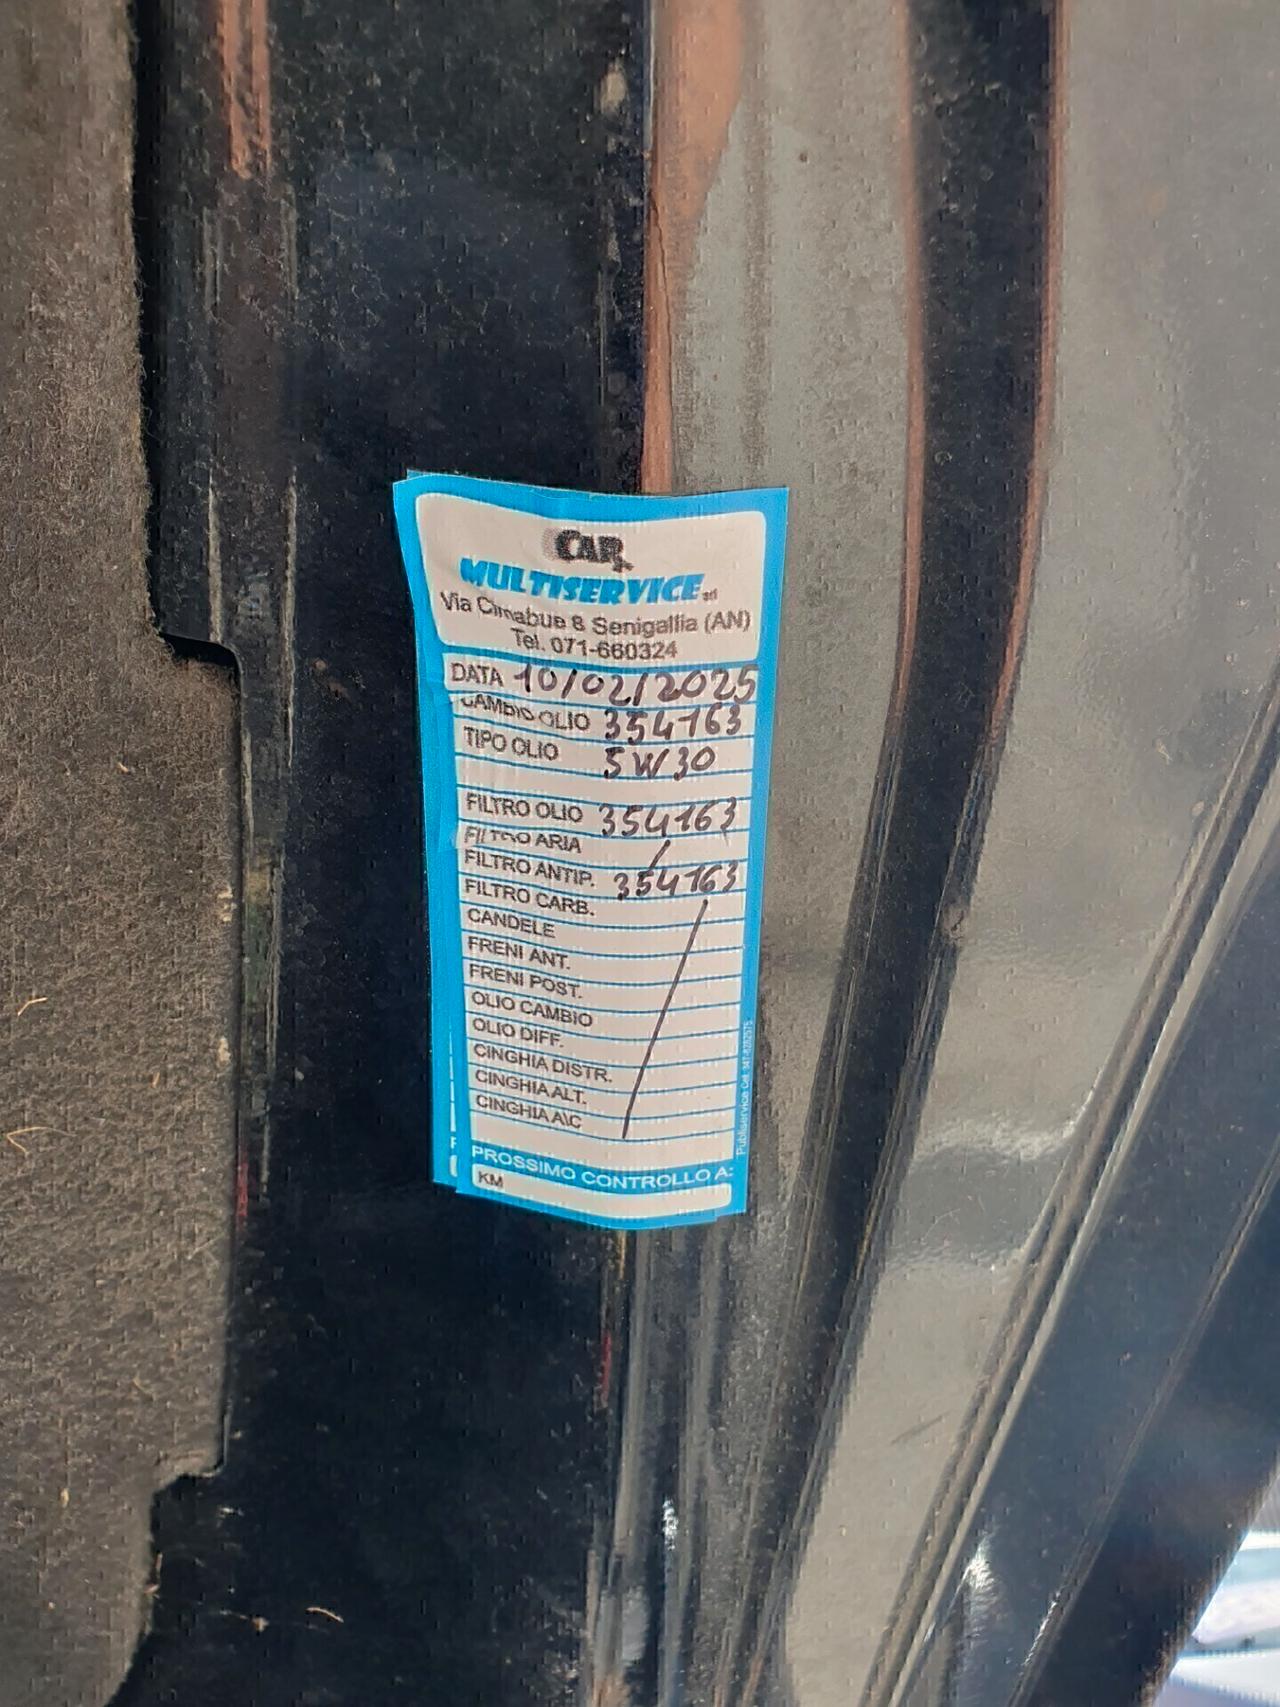 CAR
MULTISERVICE srl
Via Cimabue 8 Senigallia (AN)
Tel. 071-660324
DATA 10/02/2025
CAMBIO OLIO 354163
TIPO OLIO 5W30
FILTRO OLIO 354163
FILTRO ARIA /
FILTRO ANTIP. 354163
FILTRO CARB.
CANDELE
FRENI ANT.
FRENI POST.
OLIO CAMBIO
OLIO DIFF.
CINGHIA DISTR.
CINGHIA ALT.
CINGHIA A\C
PROSSIMO CONTROLLO A:
KM